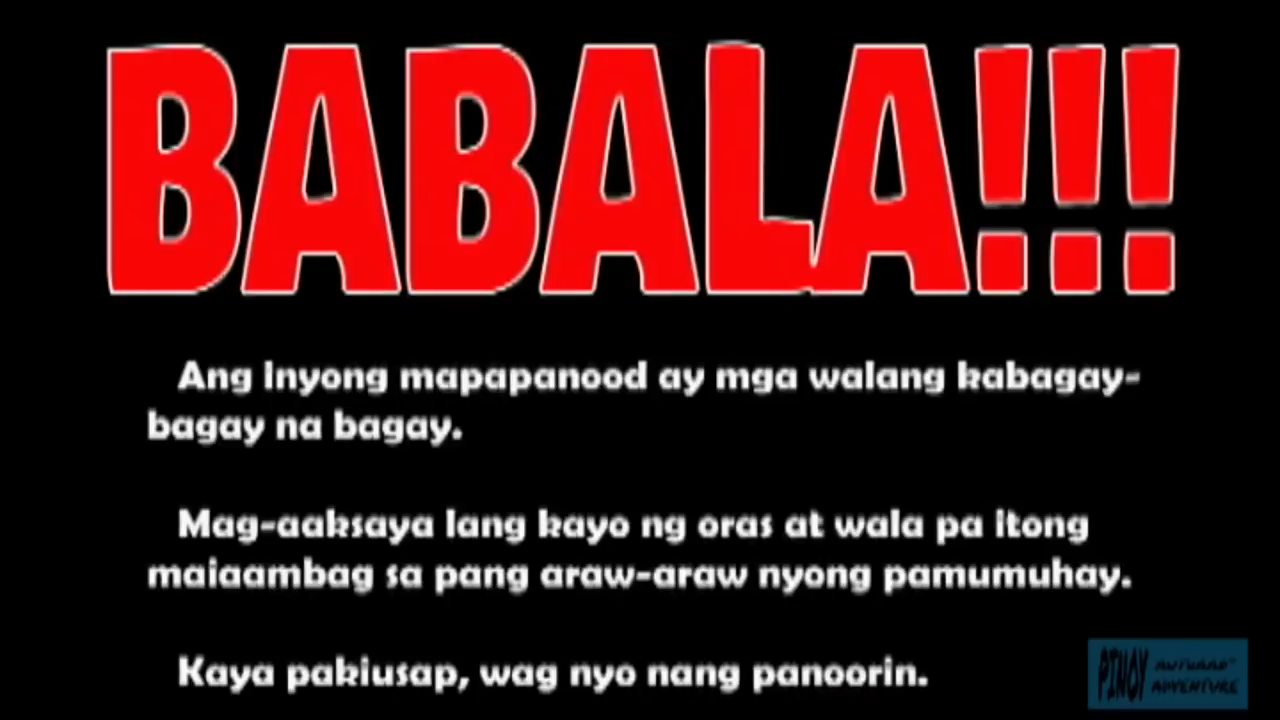 BABALA!!!
Ang Inyong mapapanood ay mga walang kabagay-
bagay na bagay.
Mag-aaksaya lang kayo ng oras at wala pa itong
maiaambag sa pang araw-araw nyong pamumuhay.
Kaya pakiusap, wag nyo nang panoorin.
PINOY
ADVENTURE